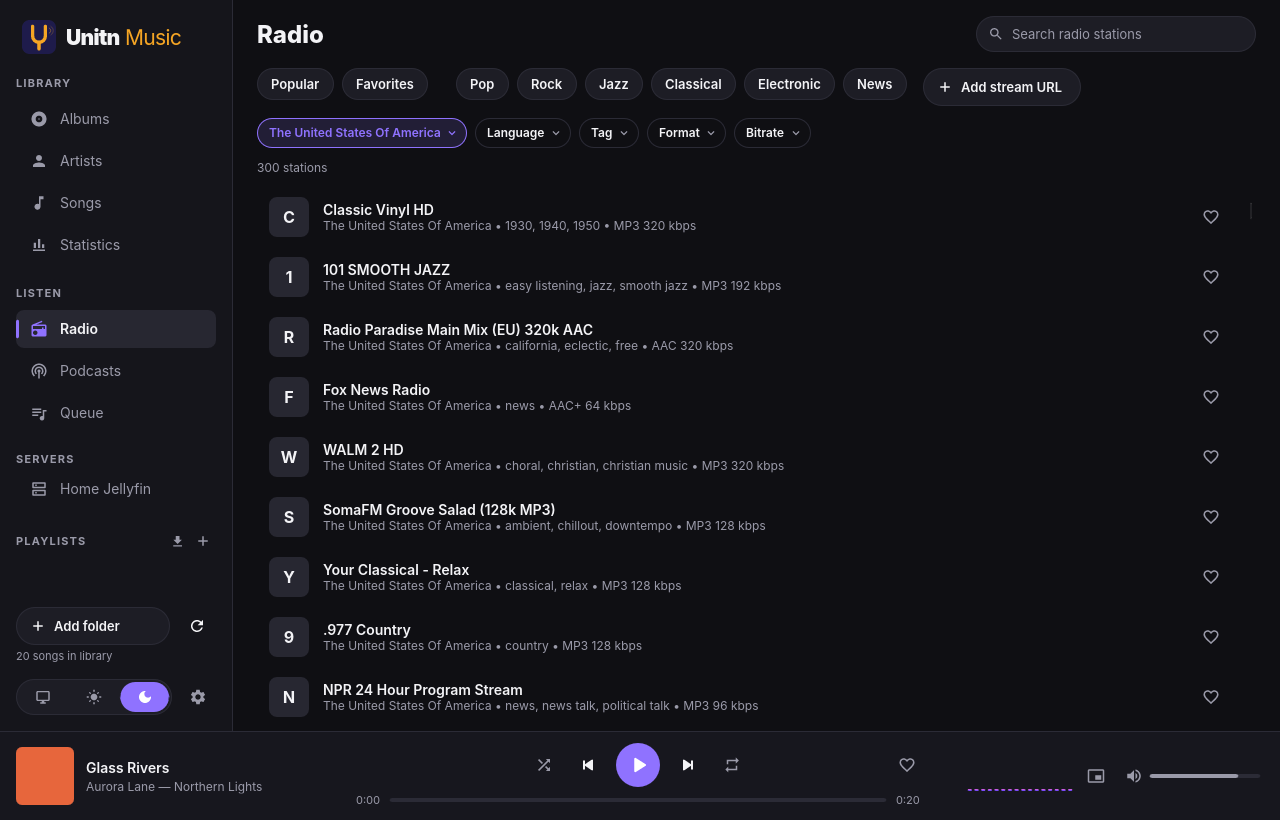 Unitn Music
LIBRARY
Albums
Artists
Songs
Statistics
LISTEN
Radio
Podcasts
Queue
SERVERS
Home Jellyfin
PLAYLISTS
Add folder
20 songs in library
Radio
Search radio stations
Popular Favorites Pop Rock Jazz Classical Electronic News Add stream URL
The United States Of America Language Tag Format Bitrate
300 stations
C Classic Vinyl HD
The United States Of America • 1930, 1940, 1950 • MP3 320 kbps
1 101 SMOOTH JAZZ
The United States Of America • easy listening, jazz, smooth jazz • MP3 192 kbps
R Radio Paradise Main Mix (EU) 320k AAC
The United States Of America • california, eclectic, free • AAC 320 kbps
F Fox News Radio
The United States Of America • news • AAC+ 64 kbps
W WALM 2 HD
The United States Of America • choral, christian, christian music • MP3 320 kbps
S SomaFM Groove Salad (128k MP3)
The United States Of America • ambient, chillout, downtempo • MP3 128 kbps
Y Your Classical - Relax
The United States Of America • classical, relax • MP3 128 kbps
9 .977 Country
The United States Of America • country • MP3 128 kbps
N NPR 24 Hour Program Stream
The United States Of America • news, news talk, political talk • MP3 96 kbps
Glass Rivers
Aurora Lane — Northern Lights
0:00 0:20